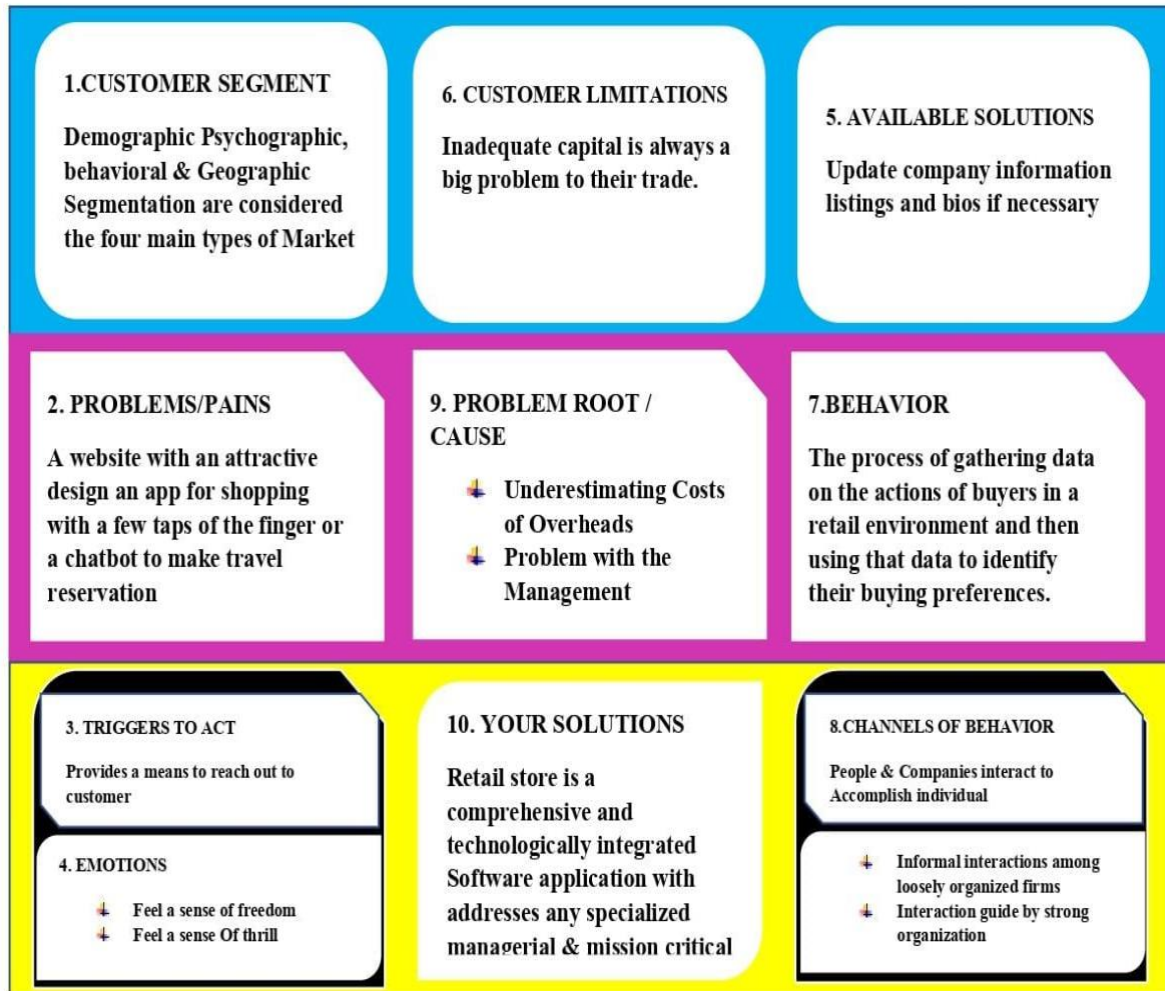 1.CUSTOMER SEGMENT
Demographic Psychographic,
behavioral & Geographic
Segmentation are considered
the four main types of Market
6. CUSTOMER LIMITATIONS
Inadequate capital is always a
big problem to their trade.
5. AVAILABLE SOLUTIONS
Update company information
listings and bios if necessary
2. PROBLEMS/PAINS
A website with an attractive
design an app for shopping
with a few taps of the finger or
a chatbot to make travel
reservation
9. PROBLEM ROOT /
CAUSE
Underestimating Costs
of Overheads
Problem with the
Management
7.BEHAVIOR
The process of gathering data
on the actions of buyers in a
retail environment and then
using that data to identify
their buying preferences.
3. TRIGGERS TO ACT
Provides a means to reach out to
customer
4. EMOTIONS
Feel a sense of freedom
Feel a sense Of thrill
10. YOUR SOLUTIONS
Retail store is a
comprehensive and
technologically integrated
Software application with
addresses any specialized
managerial & mission critical
8.CHANNELS OF BEHAVIOR
People & Companies interact to
Accomplish individual
Informal interactions among
loosely organized firms
Interaction guide by strong
organization